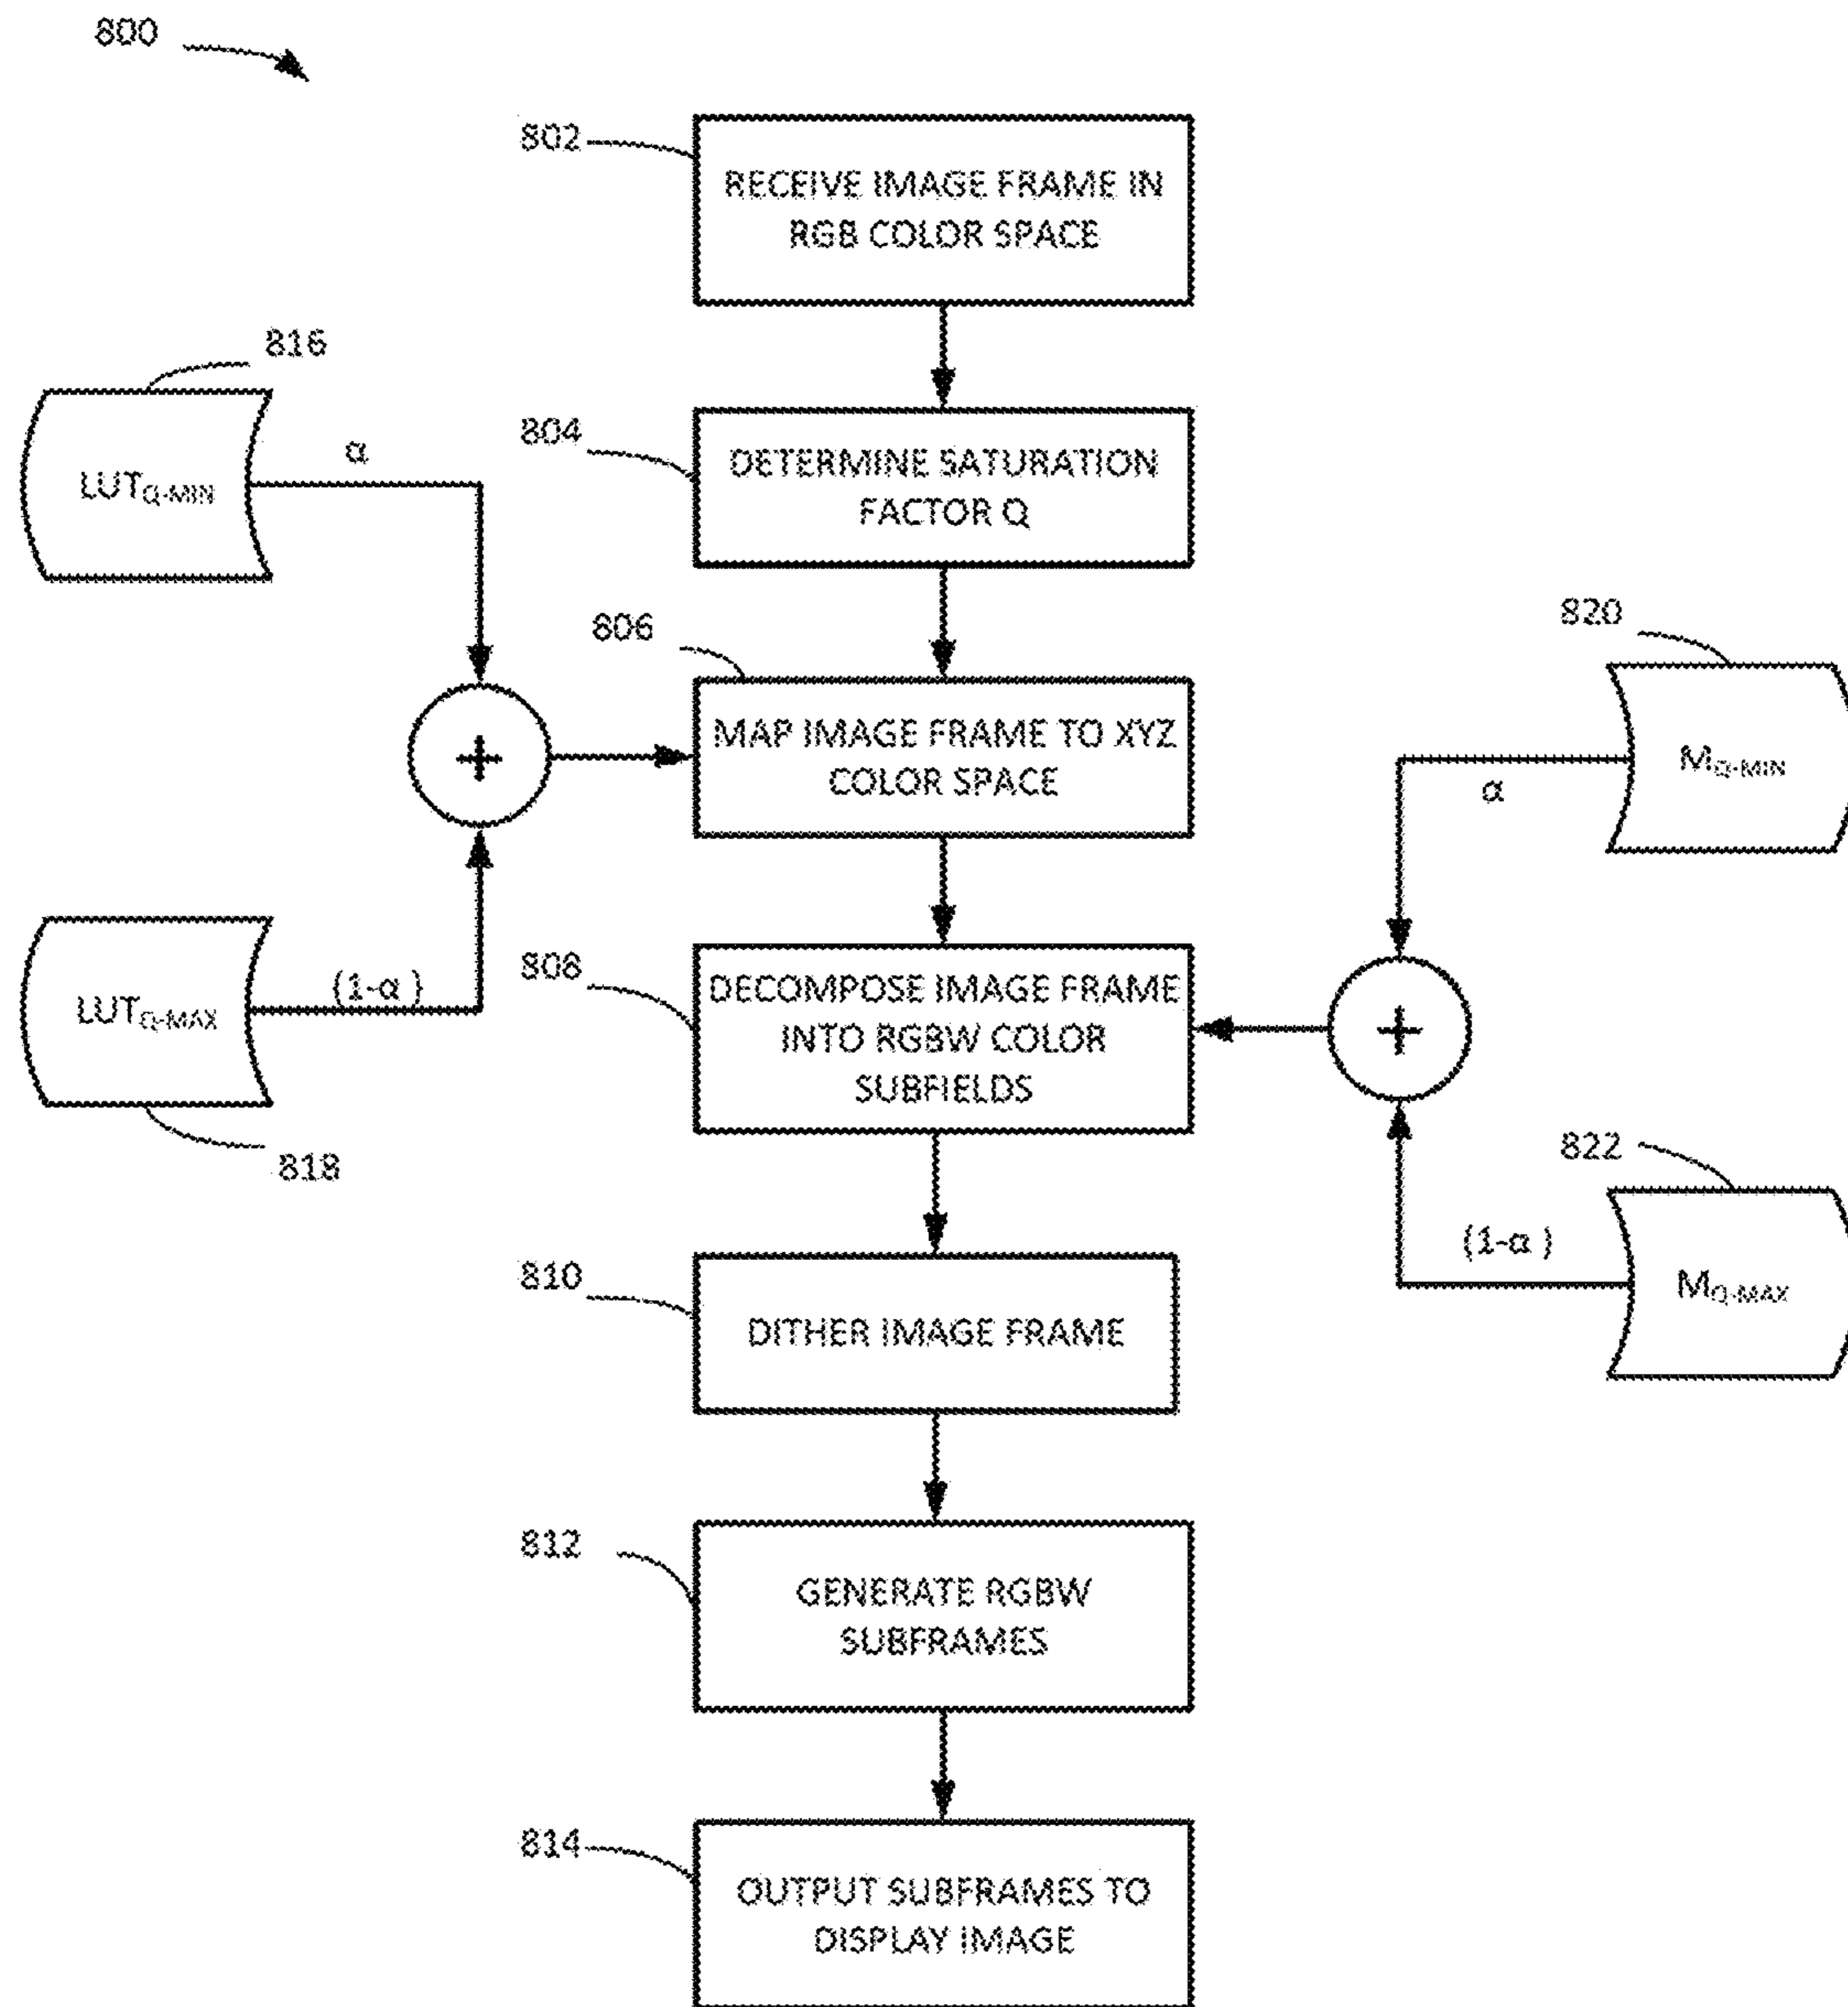 800
802
RECEIVE IMAGE FRAME IN
RGB COLOR SPACE
816
804
DETERMINE SATURATION
FACTOR Q
LUTQ-MIN
α
806
820
MAP IMAGE FRAME TO XYZ
COLOR SPACE
+
MQ-MIN
α
808
DECOMPOSE IMAGE FRAME
INTO RGBW COLOR
SUBFIELDS
LUTQ-MAX
(1-α )
+
818
822
810
DITHER IMAGE FRAME
(1-α )
MQ-MAX
812
GENERATE RGBW
SUBFRAMES
814
OUTPUT SUBFRAMES TO
DISPLAY IMAGE